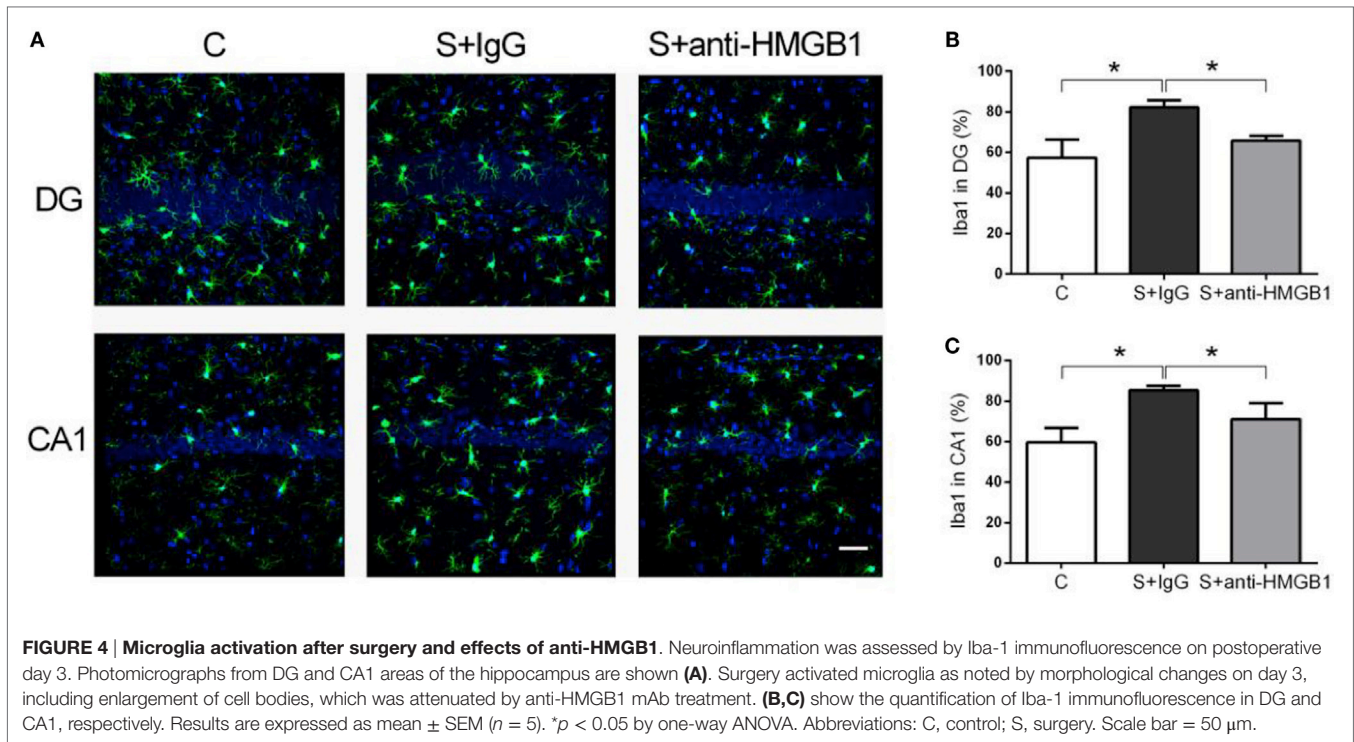 A
C
S+IgG
S+anti-HMGB1
DG
CA1
B
Iba1 in DG (%)
100
80
60
40
20
0
*
*
C
S+IgG
S+anti-HMGB1
C
Iba1 in CA1 (%)
100
80
60
40
20
0
*
*
C
S+IgG
S+anti-HMGB1
FIGURE 4 | Microglia activation after surgery and effects of anti-HMGB1. Neuroinflammation was assessed by Iba-1 immunofluorescence on postoperative
day 3. Photomicrographs from DG and CA1 areas of the hippocampus are shown (A). Surgery activated microglia as noted by morphological changes on day 3,
including enlargement of cell bodies, which was attenuated by anti-HMGB1 mAb treatment. (B,C) show the quantification of Iba-1 immunofluorescence in DG and
CA1, respectively. Results are expressed as mean ± SEM (n = 5). *p < 0.05 by one-way ANOVA. Abbreviations: C, control; S, surgery. Scale bar = 50 μm.